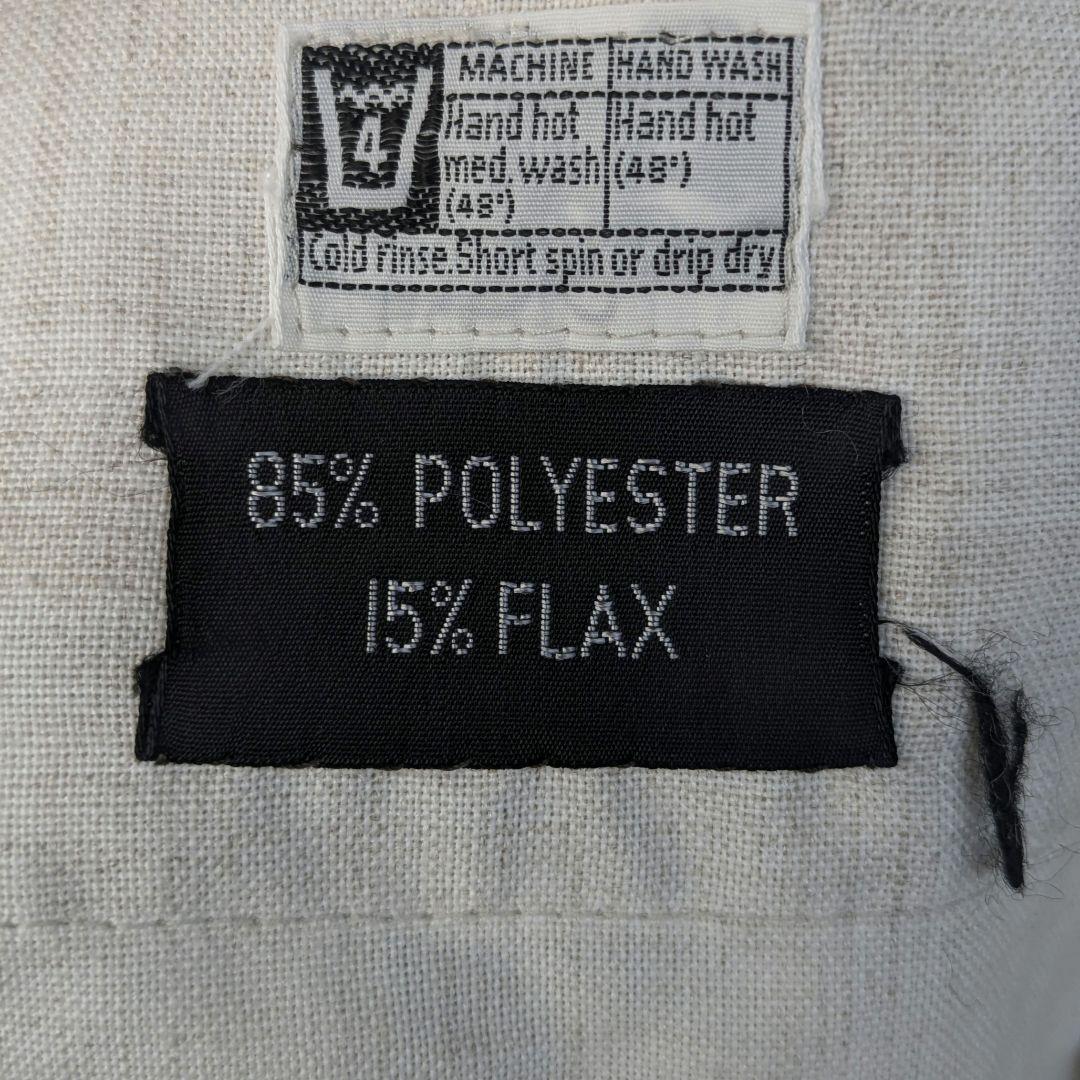 4
MACHINE HAND WASH
Hand hot Hand hot
med. wash (48°)
(48°)
Cold rinse. Short spin or drip dry
85% POLYESTER
15% FLAX